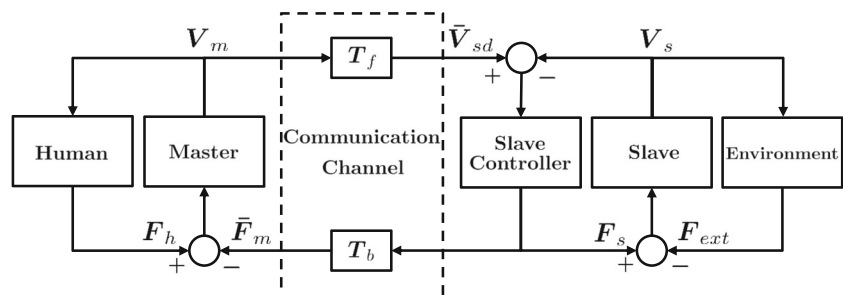 V_m
T_f
V̄_sd
V_s
+
−
Human
Master
Communication
Channel
Slave
Controller
Slave
Environment
F_h
F̄_m
T_b
F_s
F_ext
+
−
+
−